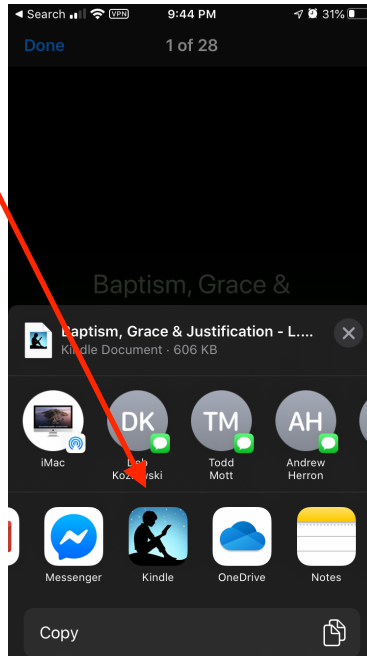 Search VPN 9:44 PM 31%
Done 1 of 28
Baptism, Grace &
Baptism, Grace & Justification - L....
Kindle Document · 606 KB
DK TM AH
iMac
Todd
Mott
Andrew
Herron
Messenger Kindle OneDrive Notes
Copy